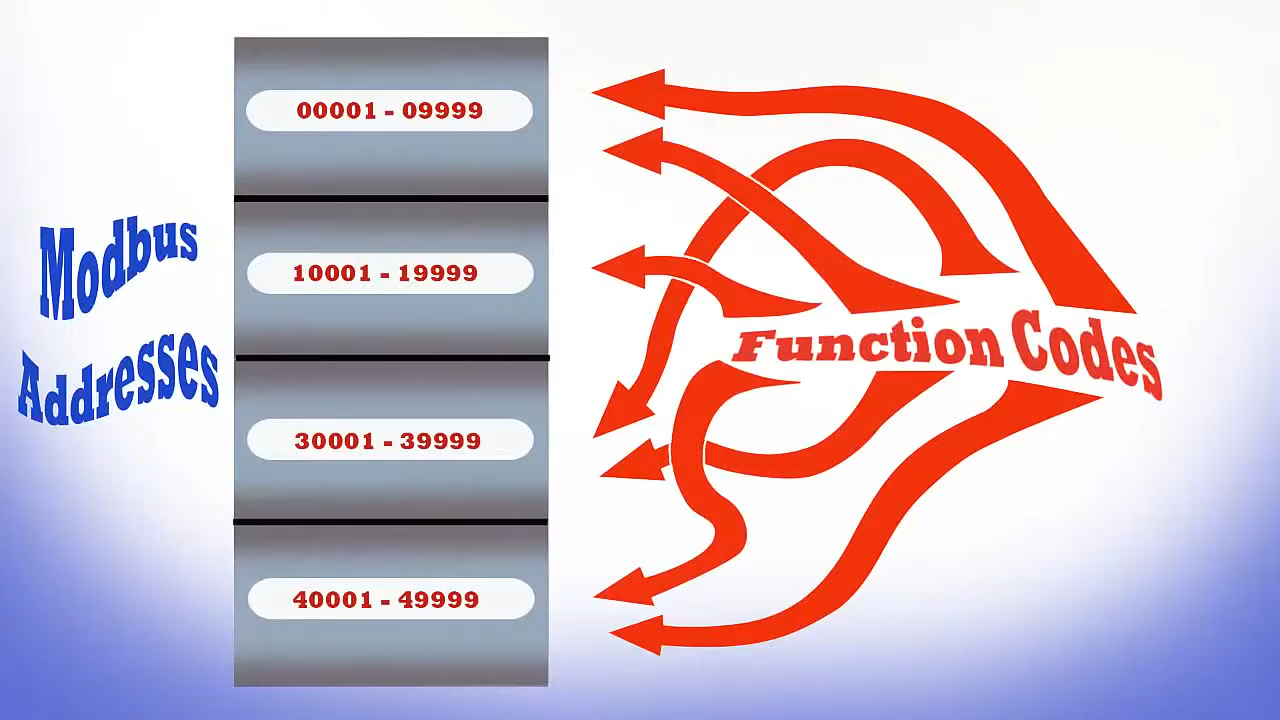 Modbus
Addresses
00001 - 09999
10001 - 19999
30001 - 39999
40001 - 49999
Function Codes